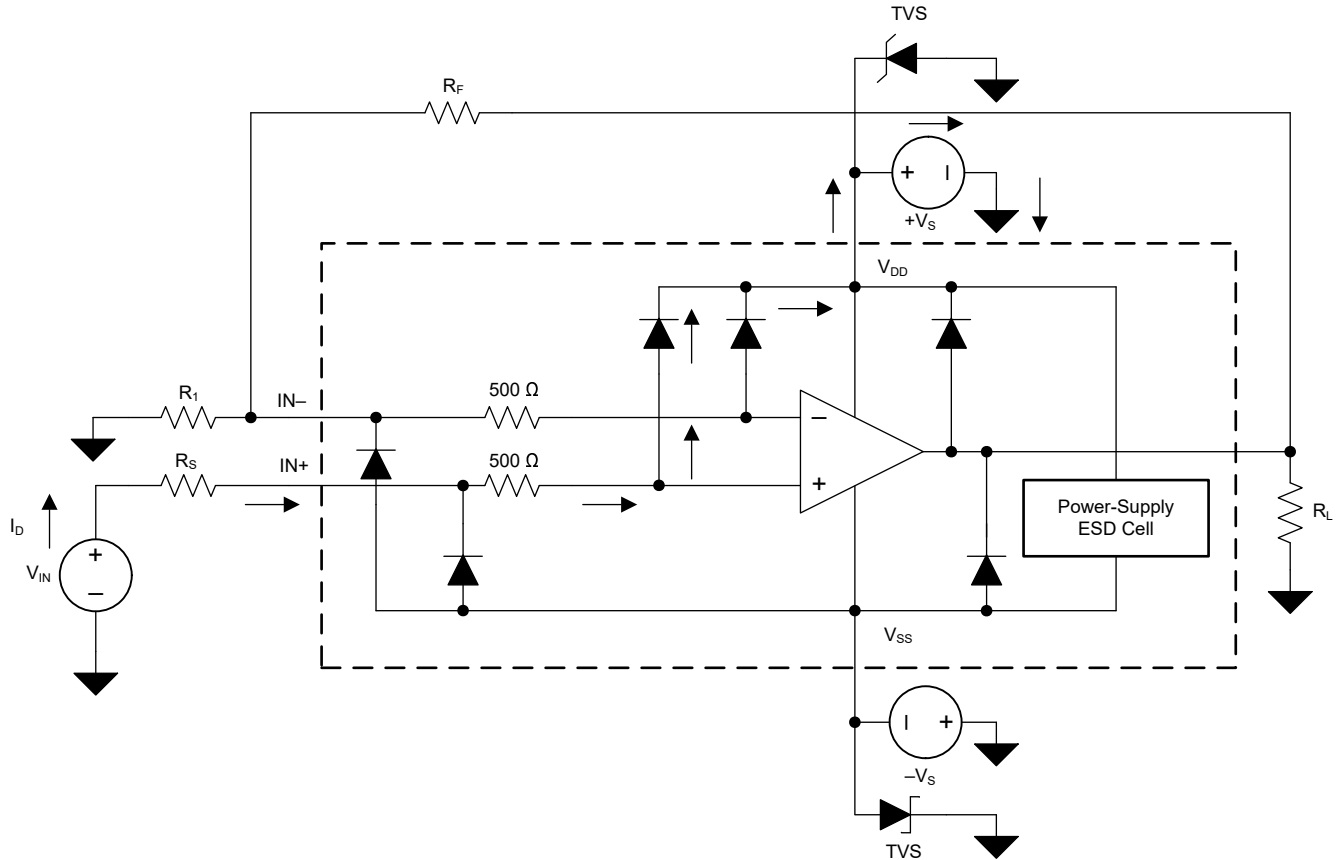 TVS
R_F
+ I
+V_S
V_DD
R_1
IN–
500 Ω
–
R_S
IN+
500 Ω
+
I_D
+
V_IN
–
Power-Supply
ESD Cell
R_L
V_SS
I +
–V_S
TVS